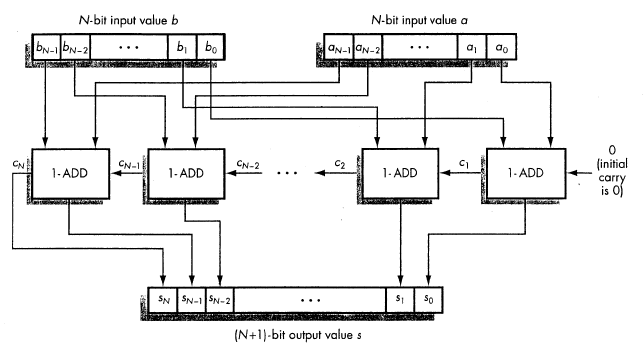 N-bit input value b
N-bit input value a
b_{N-1} b_{N-2} ... b_1 b_0
a_{N-1} a_{N-2} ... a_1 a_0
c_N 1-ADD c_{N-1} 1-ADD c_{N-2} ... c_2 1-ADD c_1 1-ADD
0
(initial
carry
is 0)
s_N s_{N-1} s_{N-2} ... s_1 s_0
(N+1)-bit output value s